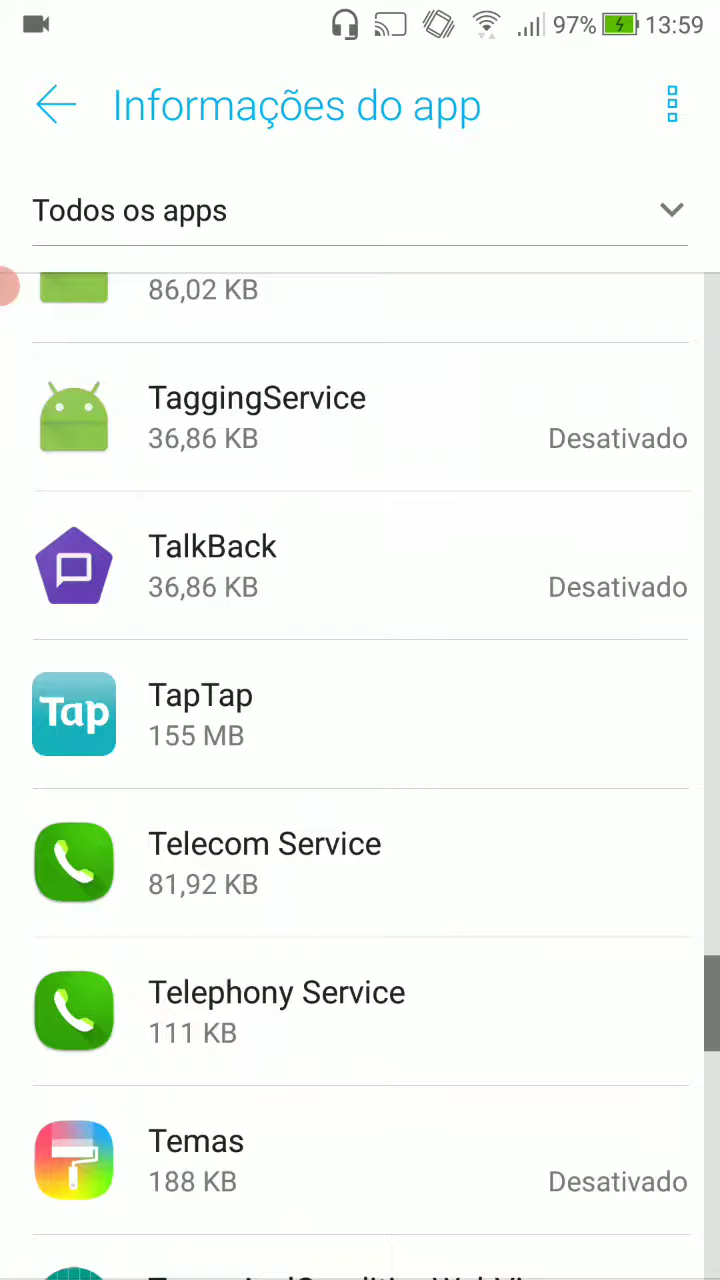 97% 13:59
Informações do app
Todos os apps
86,02 KB
TaggingService
36,86 KB Desativado
TalkBack
36,86 KB Desativado
Tap
TapTap
155 MB
Telecom Service
81,92 KB
Telephony Service
111 KB
Temas
188 KB Desativado